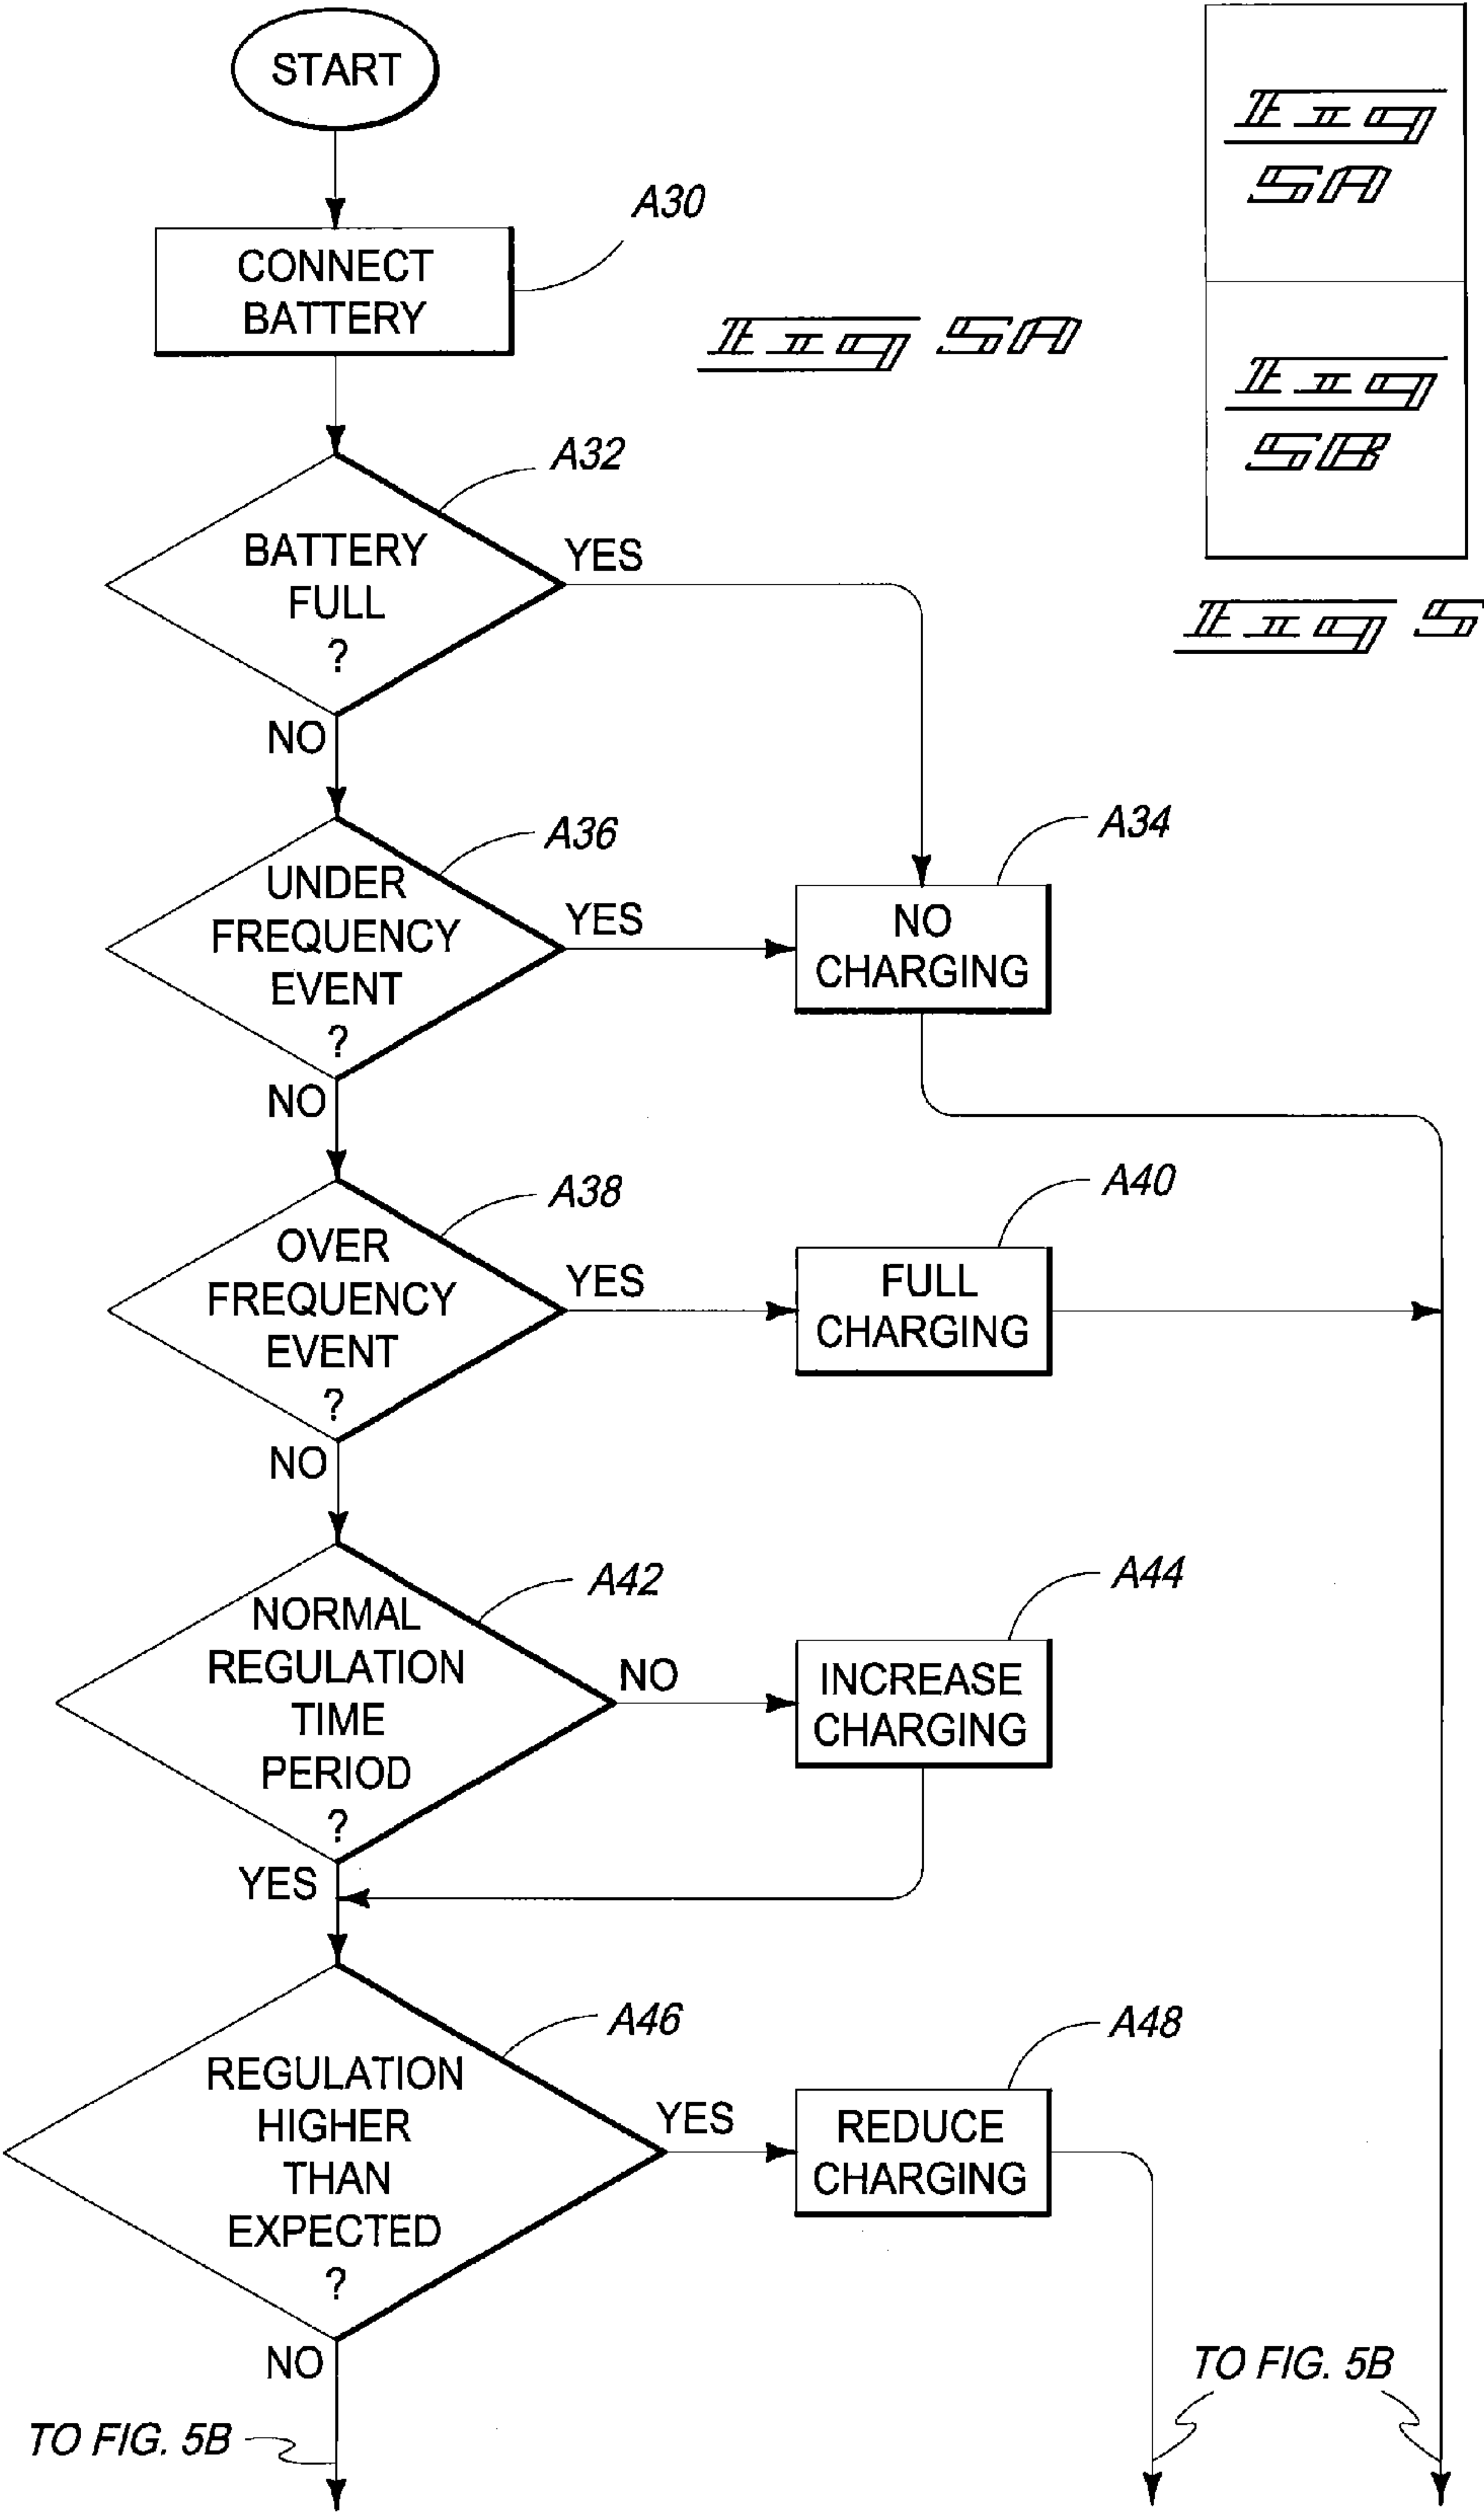 START
A30
CONNECT
BATTERY
Fig 5A
Fig
5A
Fig
5B
Fig 5
A32
BATTERY
FULL
?
YES
NO
A36
UNDER
FREQUENCY
EVENT
?
YES
NO
A34
NO
CHARGING
A38
OVER
FREQUENCY
EVENT
?
YES
NO
A40
FULL
CHARGING
A42
NORMAL
REGULATION
TIME
PERIOD
?
NO
YES
A44
INCREASE
CHARGING
A46
REGULATION
HIGHER
THAN
EXPECTED
?
YES
NO
A48
REDUCE
CHARGING
TO FIG. 5B
TO FIG. 5B